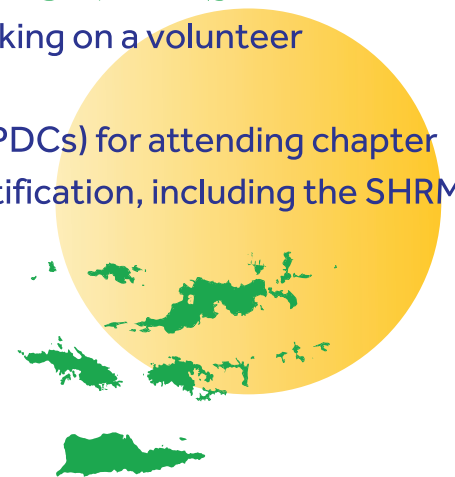 king on a volunteer
PDCs) for attending chapter
tification, including the SHRM